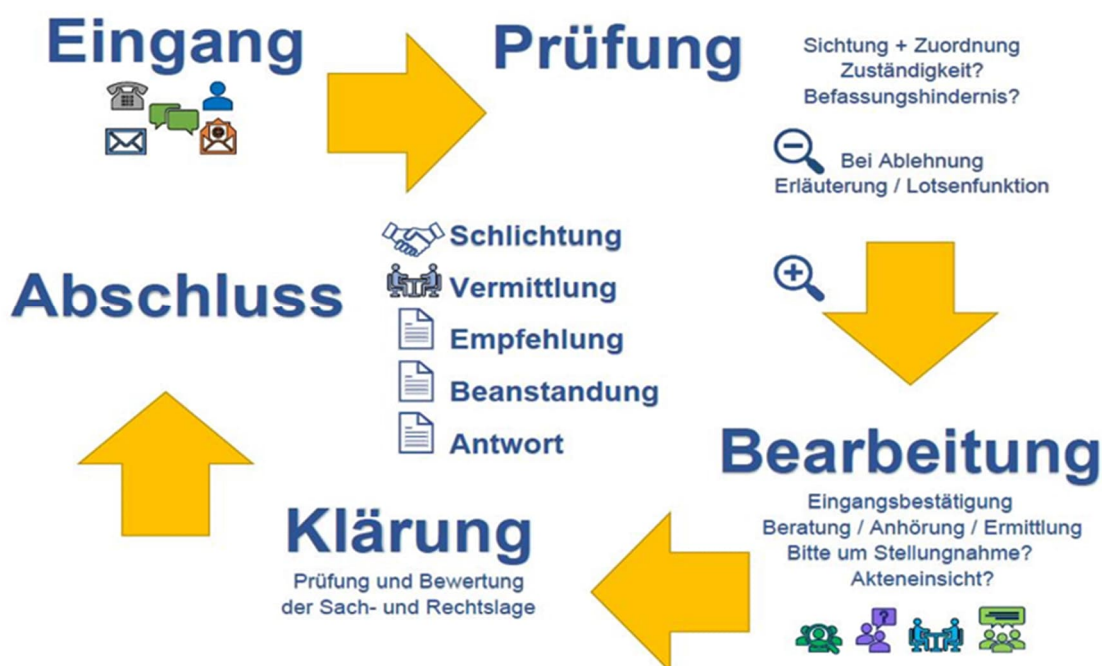 Eingang
Prüfung
Sichtung + Zuordnung
Zuständigkeit?
Befassungshindernis?
Bei Ablehnung
Erläuterung / Lotsenfunktion
Bearbeitung
Eingangsbestätigung
Beratung / Anhörung / Ermittlung
Bitte um Stellungnahme?
Akteneinsicht?
Klärung
Prüfung und Bewertung
der Sach- und Rechtslage
Abschluss
Schlichtung
Vermittlung
Empfehlung
Beanstandung
Antwort